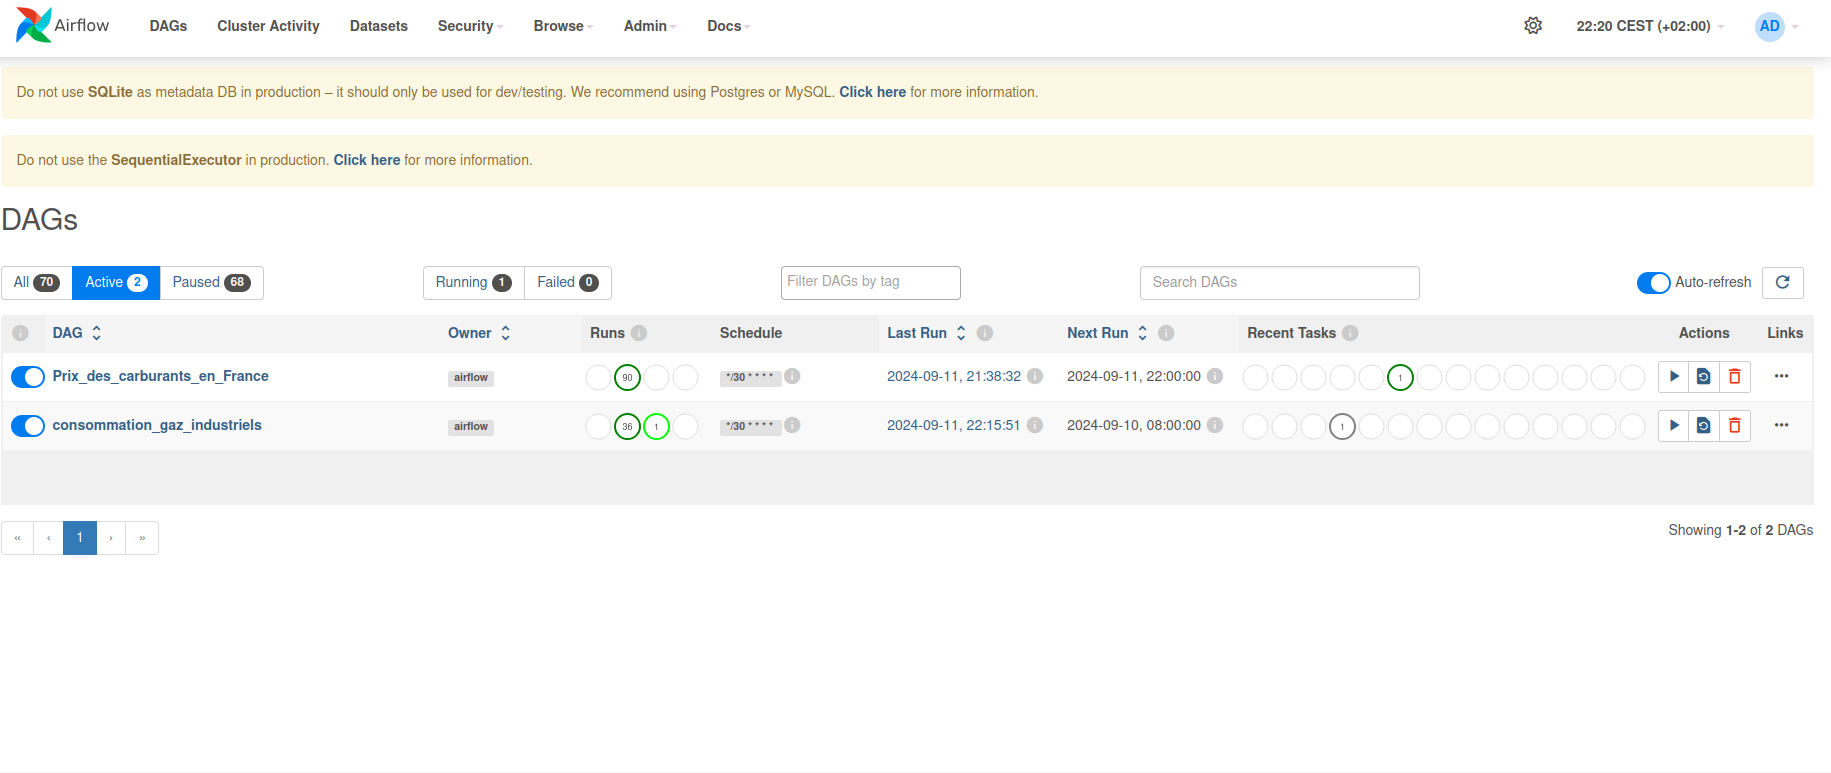 Airflow DAGs Cluster Activity Datasets Security Browse Admin Docs 22:20 CEST (+02:00) AD
Do not use SQLite as metadata DB in production – it should only be used for dev/testing. We recommend using Postgres or MySQL. Click here for more information.
Do not use the SequentialExecutor in production. Click here for more information.
DAGs
All 70 Active 2 Paused 68 Running 1 Failed 0 Filter DAGs by tag Search DAGs Auto-refresh
i DAG Owner Runs i Schedule Last Run i Next Run i Recent Tasks i Actions Links
Prix_des_carburants_en_France airflow 90 */30 * * * * i 2024-09-11, 21:38:32 i 2024-09-11, 22:00:00 i 1 •••
consommation_gaz_industriels airflow 36 1 */30 * * * * i 2024-09-11, 22:15:51 i 2024-09-10, 08:00:00 i 1 •••
« ‹ 1 › » Showing 1-2 of 2 DAGs